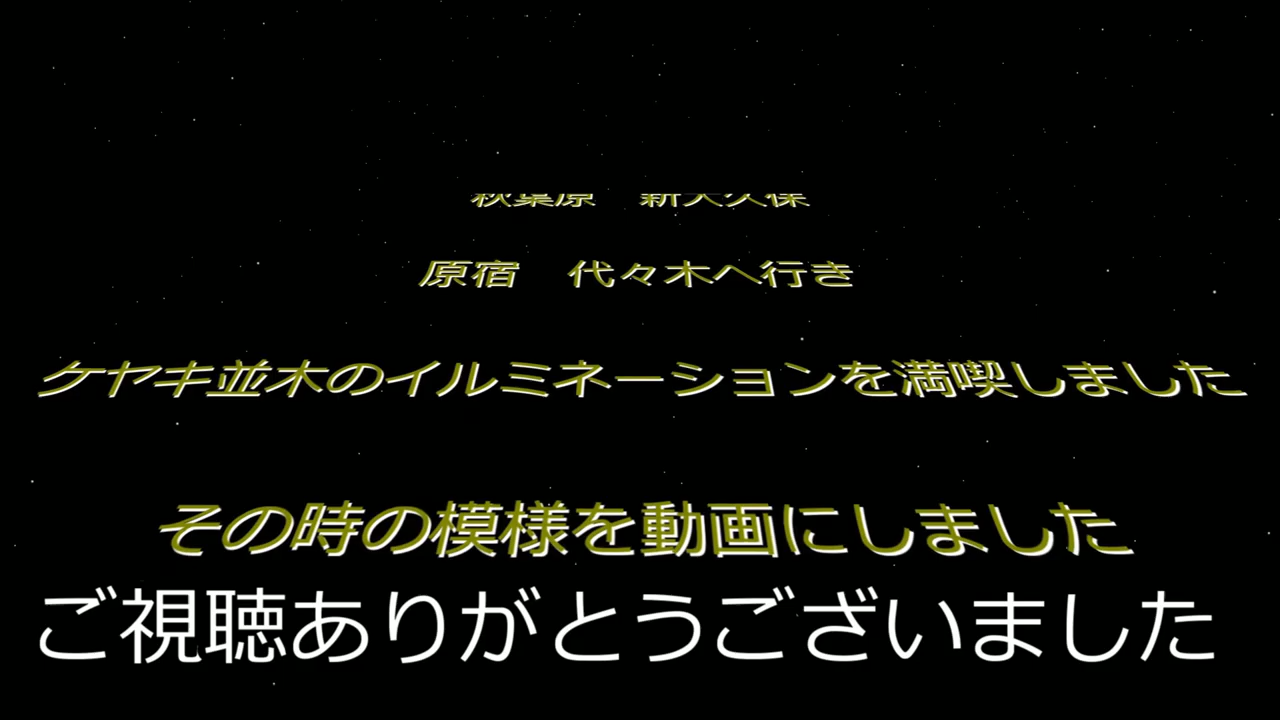 秋葉原　新大久保
原宿　代々木へ行き
ケヤキ並木のイルミネーションを満喫しました
その時の模様を動画にしました
ご視聴ありがとうございました